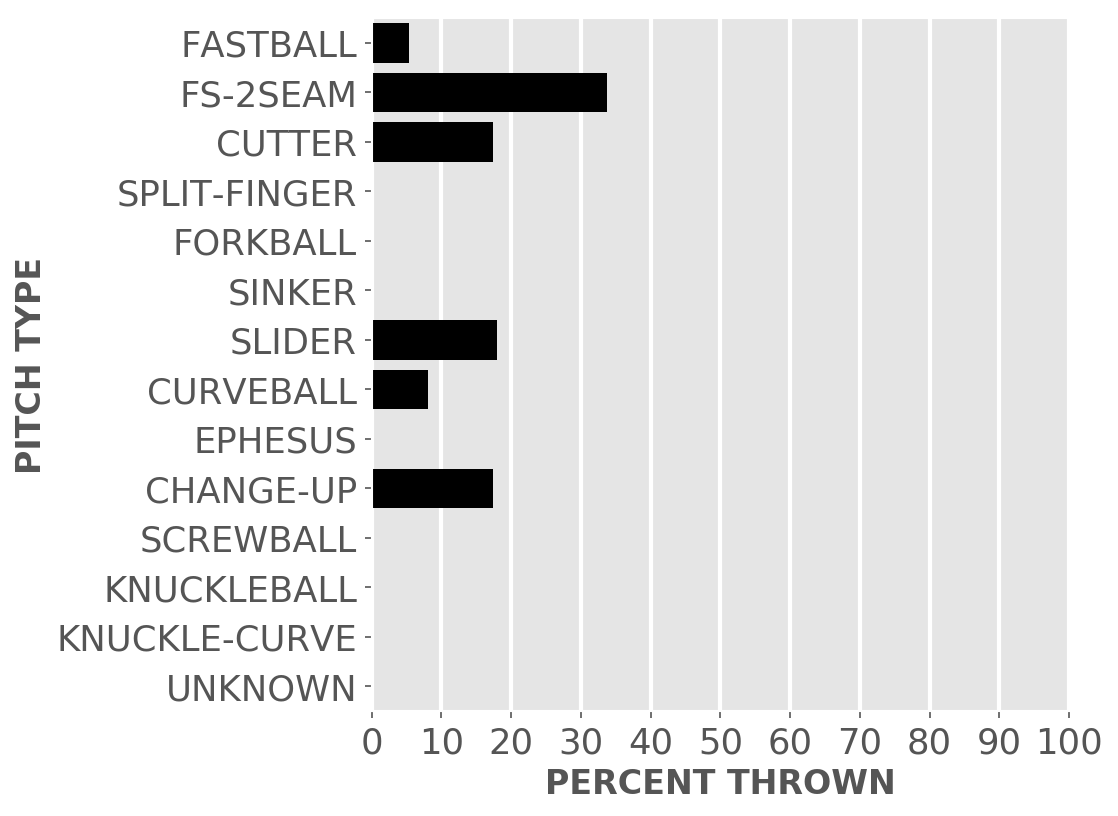 FASTBALL
FS-2SEAM
CUTTER
SPLIT-FINGER
FORKBALL
SINKER
SLIDER
CURVEBALL
EPHESUS
CHANGE-UP
SCREWBALL
KNUCKLEBALL
KNUCKLE-CURVE
UNKNOWN
PITCH TYPE
0 10 20 30 40 50 60 70 80 90 100
PERCENT THROWN